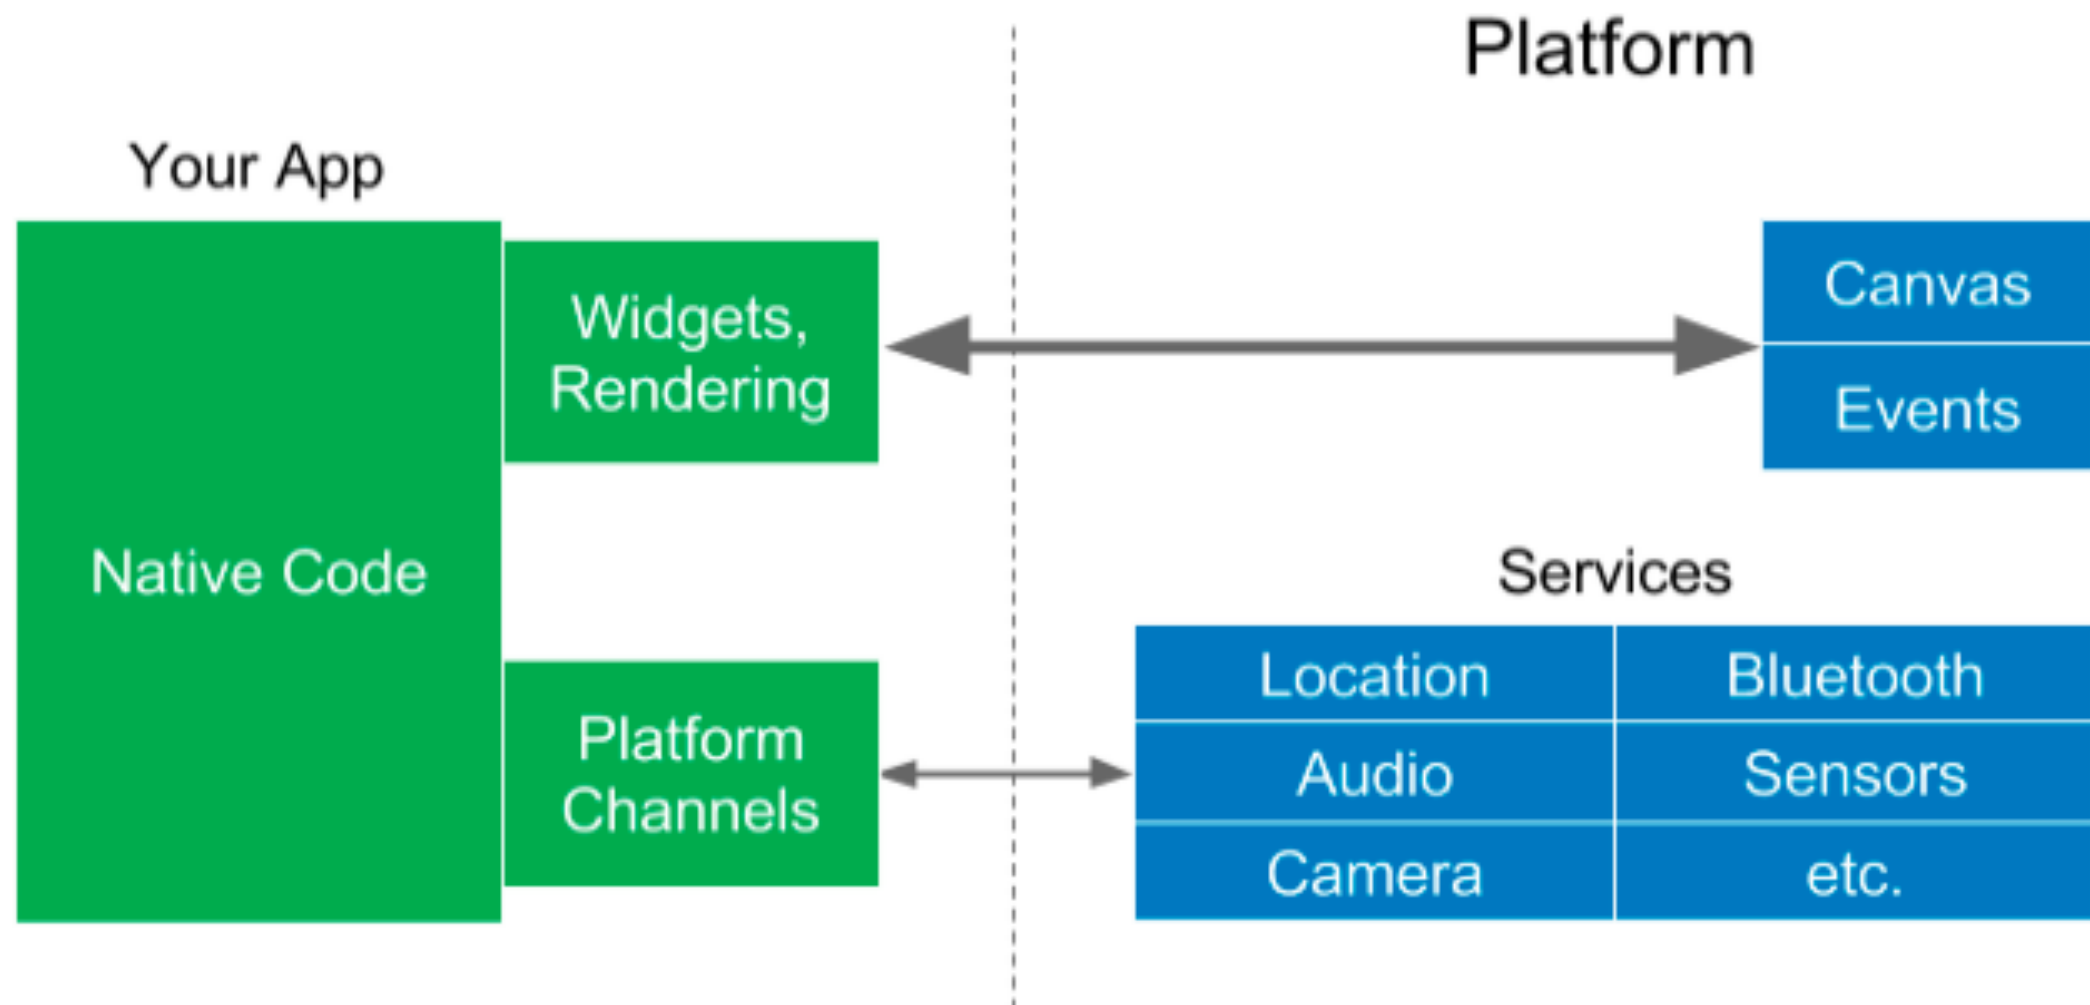 Platform
Your App
Widgets,
Rendering
Canvas
Events
Native Code
Services
Platform
Channels
Location
Bluetooth
Audio
Sensors
Camera
etc.